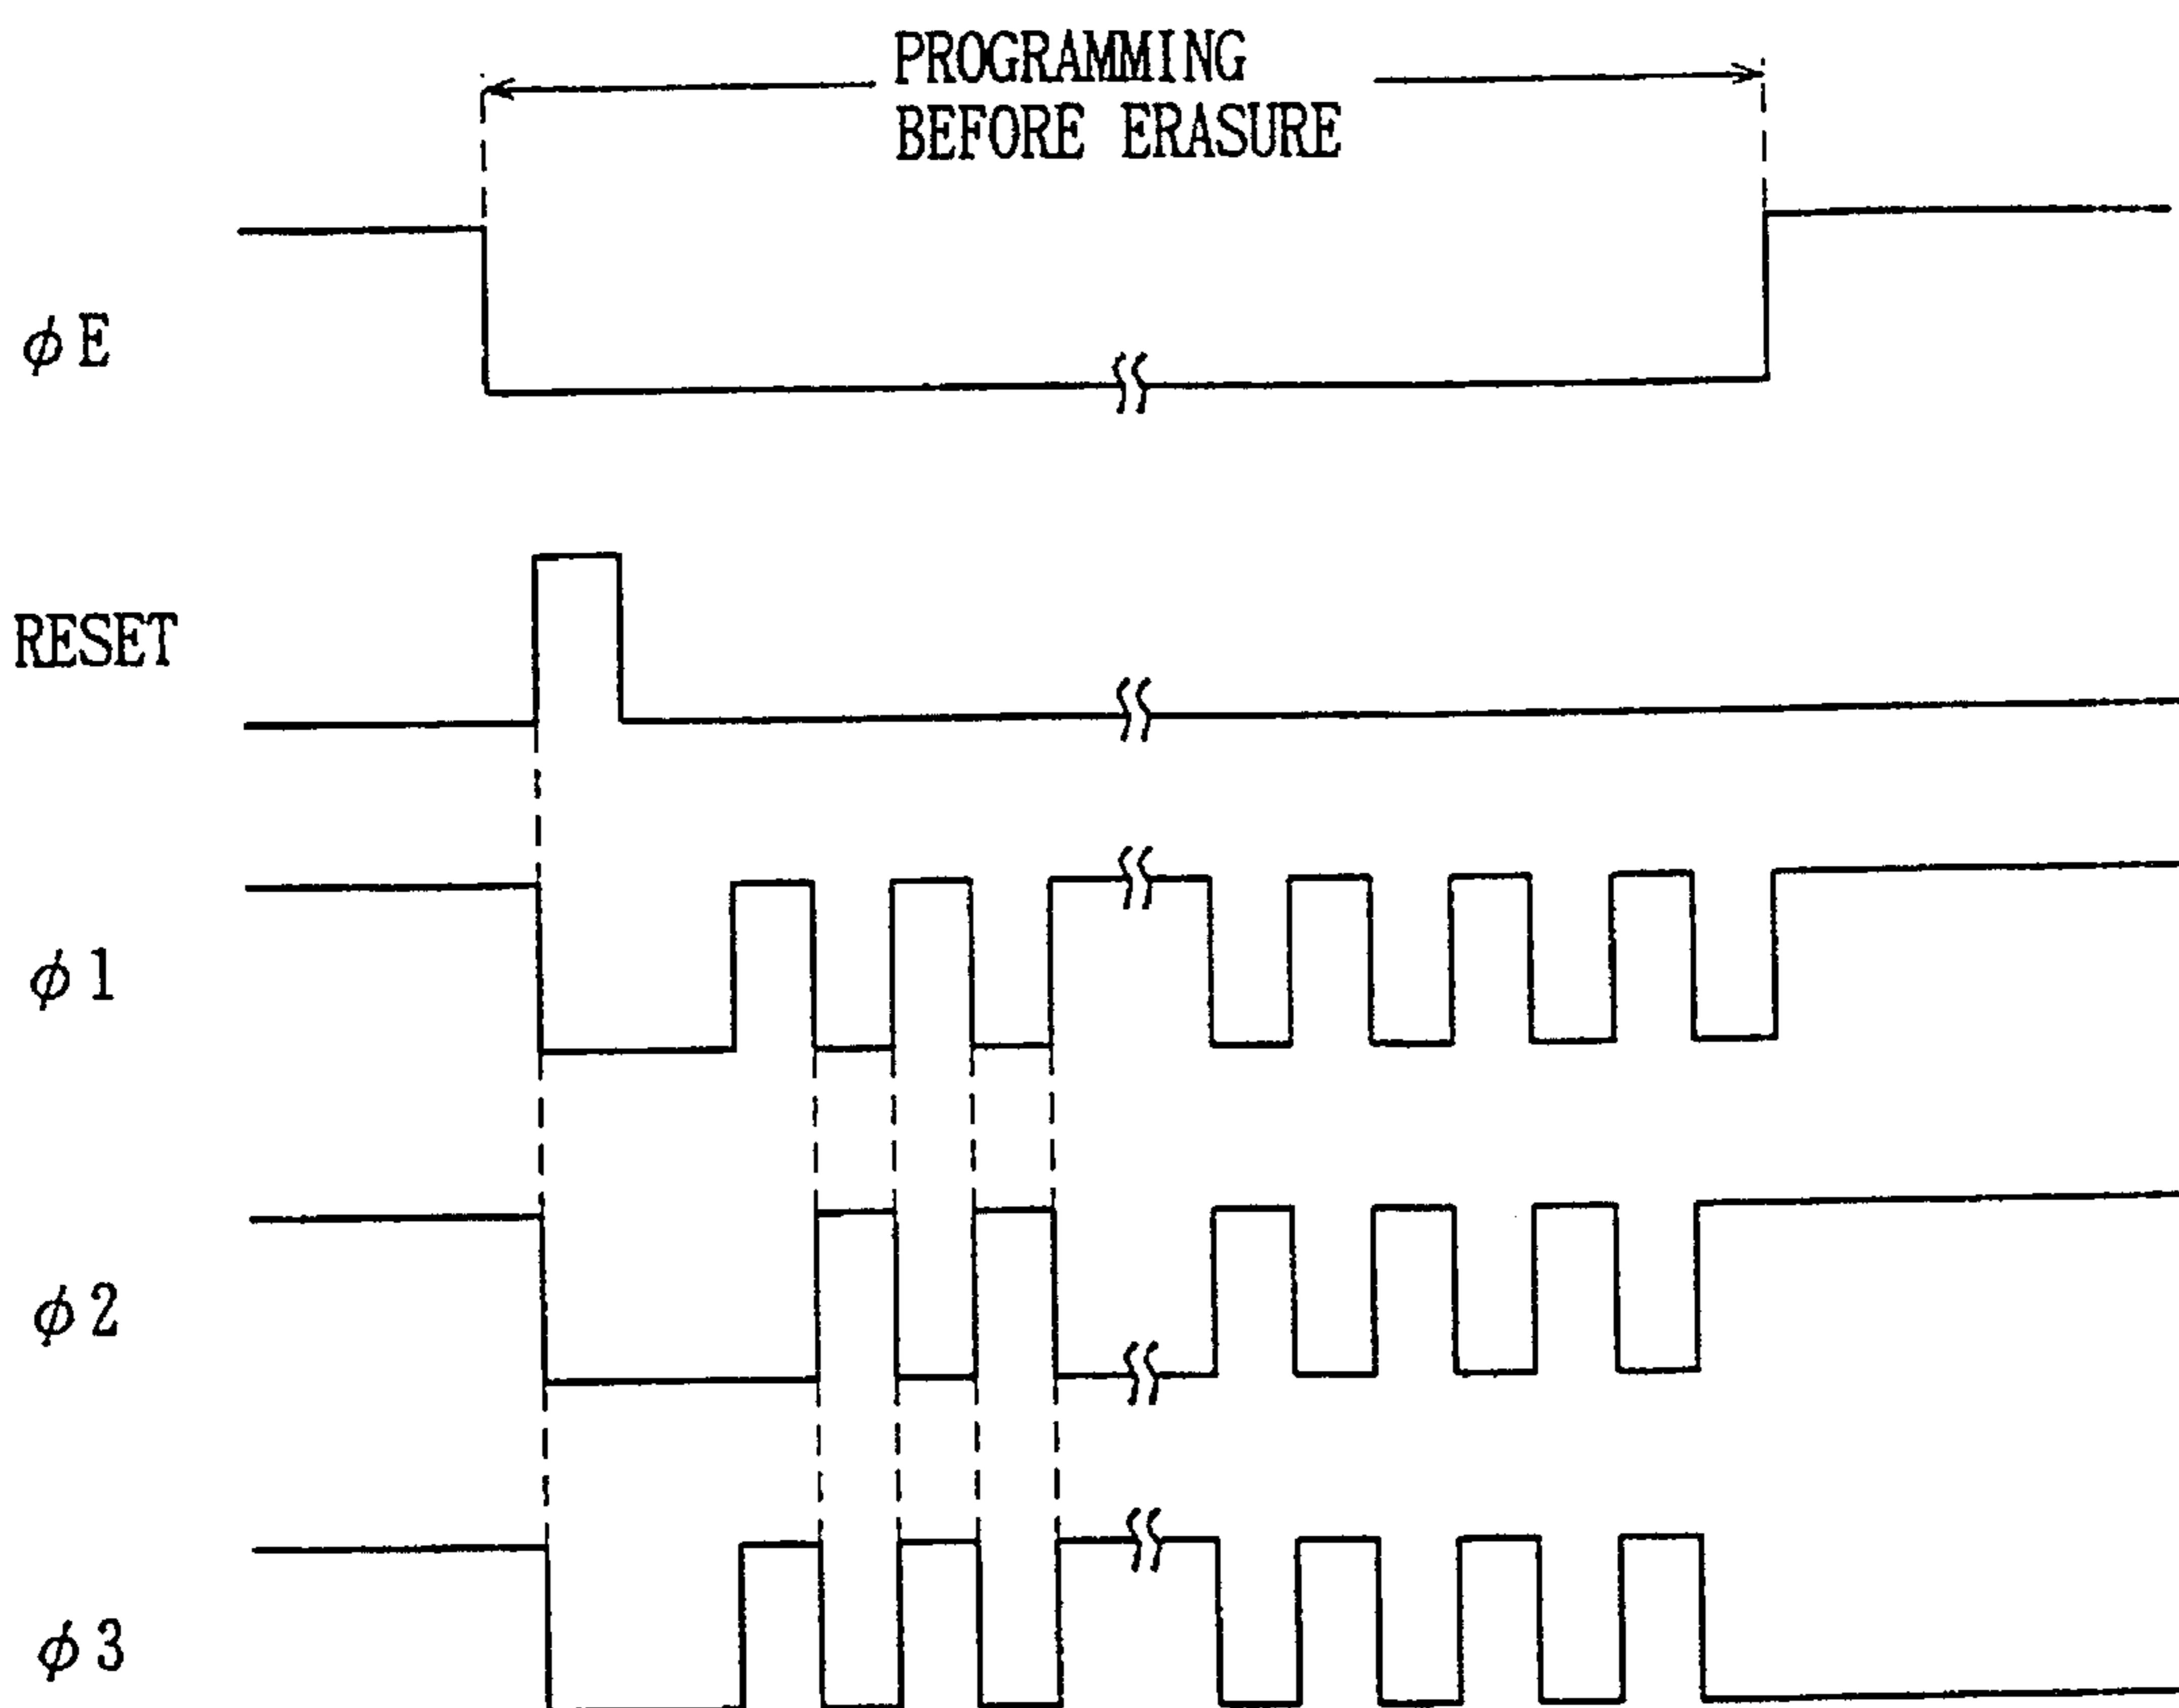 PROGRAMMING
BEFORE ERASURE
φE
RESET
φ1
φ2
φ3